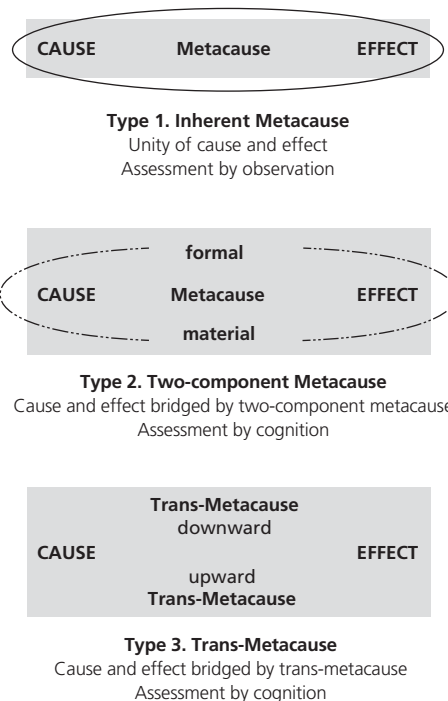 CAUSE Metacause EFFECT
Type 1. Inherent Metacause
Unity of cause and effect
Assessment by observation
formal
CAUSE Metacause EFFECT
material
Type 2. Two-component Metacause
Cause and effect bridged by two-component metacause
Assessment by cognition
Trans-Metacause
downward
CAUSE EFFECT
upward
Trans-Metacause
Type 3. Trans-Metacause
Cause and effect bridged by trans-metacause
Assessment by cognition